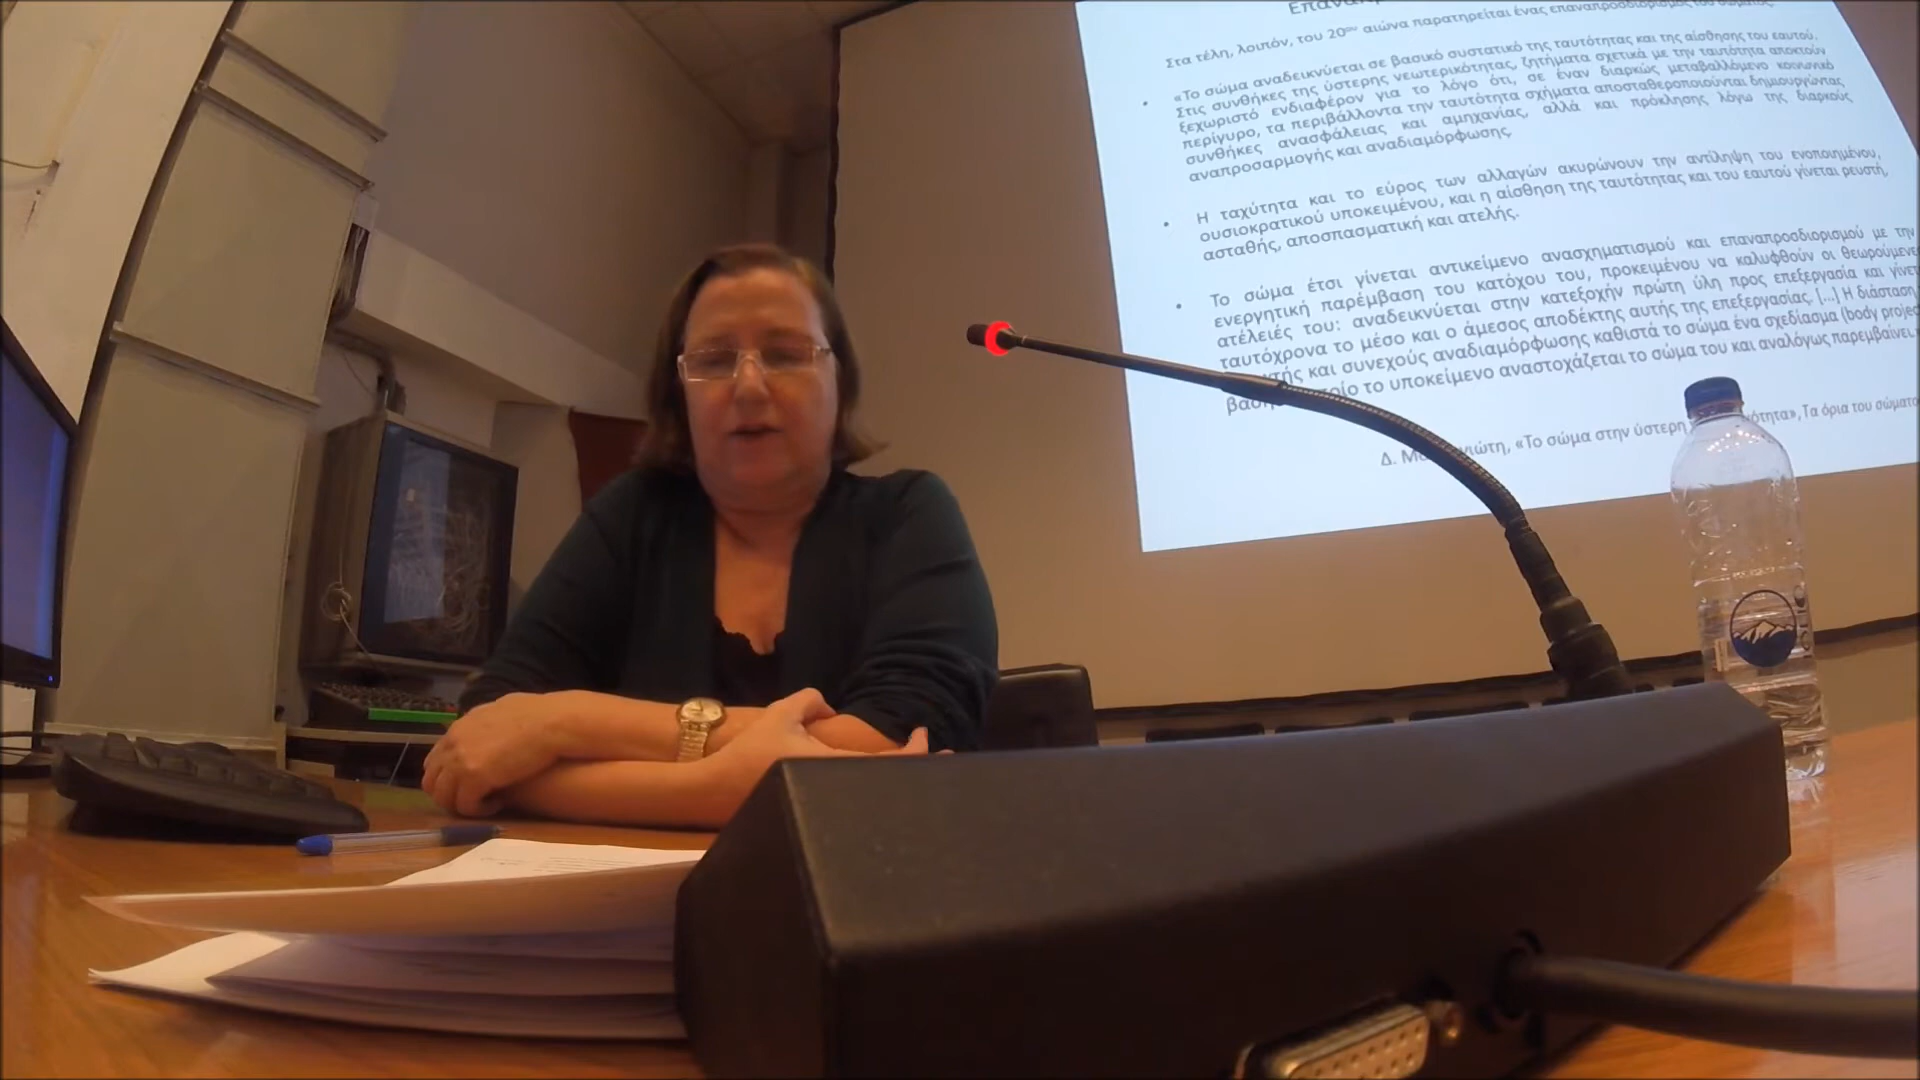 Στα τέλη, λοιπόν, του 20ου αιώνα παρατηρείται ένας επαναπροσδιορισμός του σώματος.
• «Το σώμα αναδεικνύεται σε βασικό συστατικό της ταυτότητας και της αίσθησης του εαυτού.
Στις συνθήκες της ύστερης νεωτερικότητας, ζητήματα σχετικά με την ταυτότητα αποκτούν
ξεχωριστό ενδιαφέρον για το λόγο ότι, σε έναν διαρκώς μεταβαλλόμενο κοινωνικό
περίγυρο, τα περιβάλλοντα την ταυτότητα σχήματα αποσταθεροποιούνται δημιουργώντας
συνθήκες ανασφάλειας και αμηχανίας, αλλά και πρόκλησης λόγω της διαρκούς
αναπροσαρμογής και αναδιαμόρφωσης.
• Η ταχύτητα και το εύρος των αλλαγών ακυρώνουν την αντίληψη του ενοποιημένου,
ουσιοκρατικού υποκειμένου, και η αίσθηση της ταυτότητας και του εαυτού γίνεται ρευστή,
ασταθής, αποσπασματική και ατελής.
• Το σώμα έτσι γίνεται αντικείμενο ανασχηματισμού και επαναπροσδιορισμού με την
ενεργητική παρέμβαση του κατόχου του, προκειμένου να καλυφθούν οι θεωρούμενες
ατέλειές του: αναδεικνύεται στην κατεξοχήν πρώτη ύλη προς επεξεργασία και γίνετ
ταυτόχρονα το μέσο και ο άμεσος αποδέκτης αυτής της επεξεργασίας. [...] Η διάσταση
και συνεχούς αναδιαμόρφωσης καθιστά το σώμα ένα σχεδίασμα (body projec
το υποκείμενο αναστοχάζεται το σώμα του και αναλόγως παρεμβαίνει
Δ. «Το σώμα στην ύστερη Τα όρια του σώματο